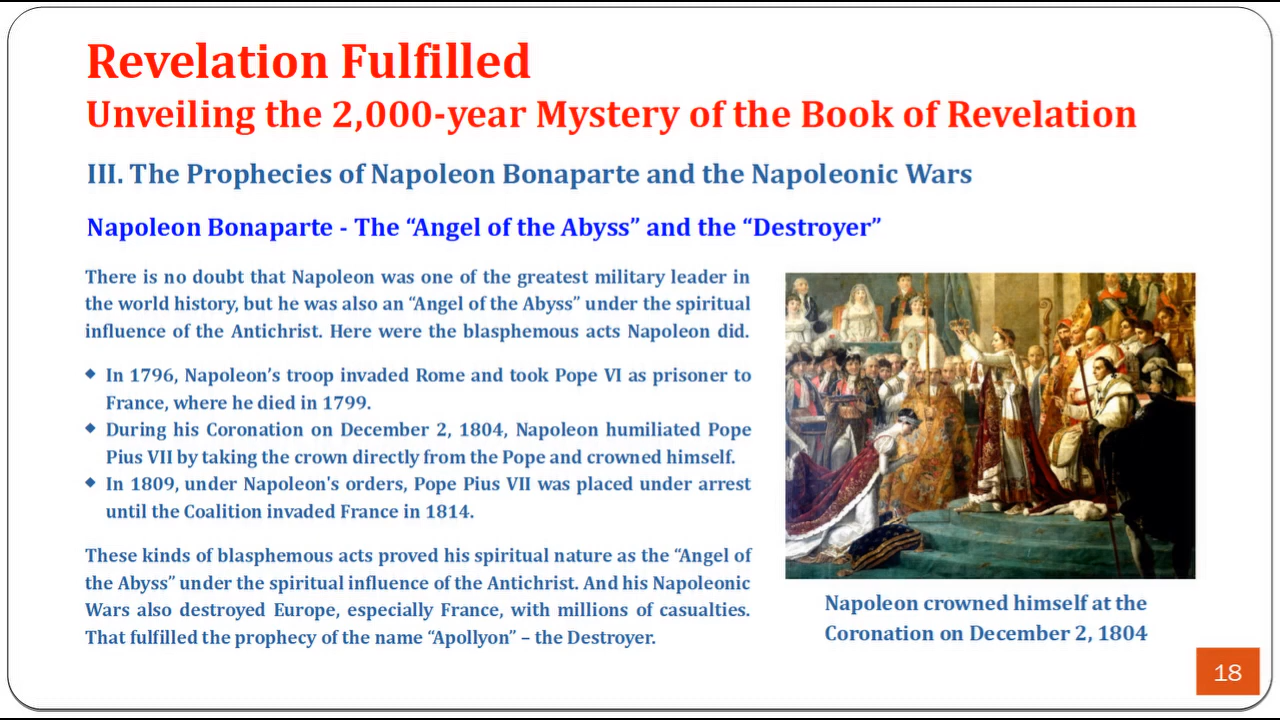 Revelation Fulfilled
Unveiling the 2,000-year Mystery of the Book of Revelation
III. The Prophecies of Napoleon Bonaparte and the Napoleonic Wars
Napoleon Bonaparte - The “Angel of the Abyss” and the “Destroyer”
There is no doubt that Napoleon was one of the greatest military leader in
the world history, but he was also an “Angel of the Abyss” under the spiritual
influence of the Antichrist. Here were the blasphemous acts Napoleon did.
◆ In 1796, Napoleon’s troop invaded Rome and took Pope VI as prisoner to
France, where he died in 1799.
◆ During his Coronation on December 2, 1804, Napoleon humiliated Pope
Pius VII by taking the crown directly from the Pope and crowned himself.
◆ In 1809, under Napoleon's orders, Pope Pius VII was placed under arrest
until the Coalition invaded France in 1814.
These kinds of blasphemous acts proved his spiritual nature as the “Angel of
the Abyss” under the spiritual influence of the Antichrist. And his Napoleonic
Wars also destroyed Europe, especially France, with millions of casualties.
That fulfilled the prophecy of the name “Apollyon” – the Destroyer.
Napoleon crowned himself at the
Coronation on December 2, 1804
18